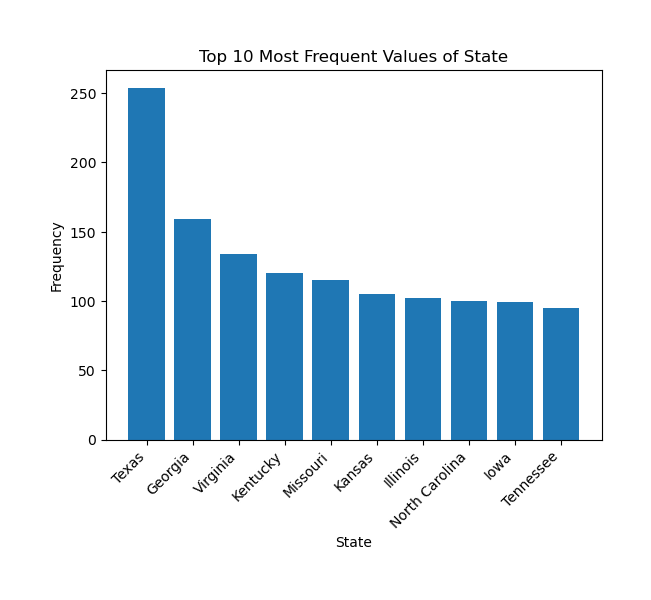 Top 10 Most Frequent Values of State
250
200
150
100
50
0
Frequency
Texas
Georgia
Virginia
Kentucky
Missouri
Kansas
Illinois
North Carolina
Iowa
Tennessee
State